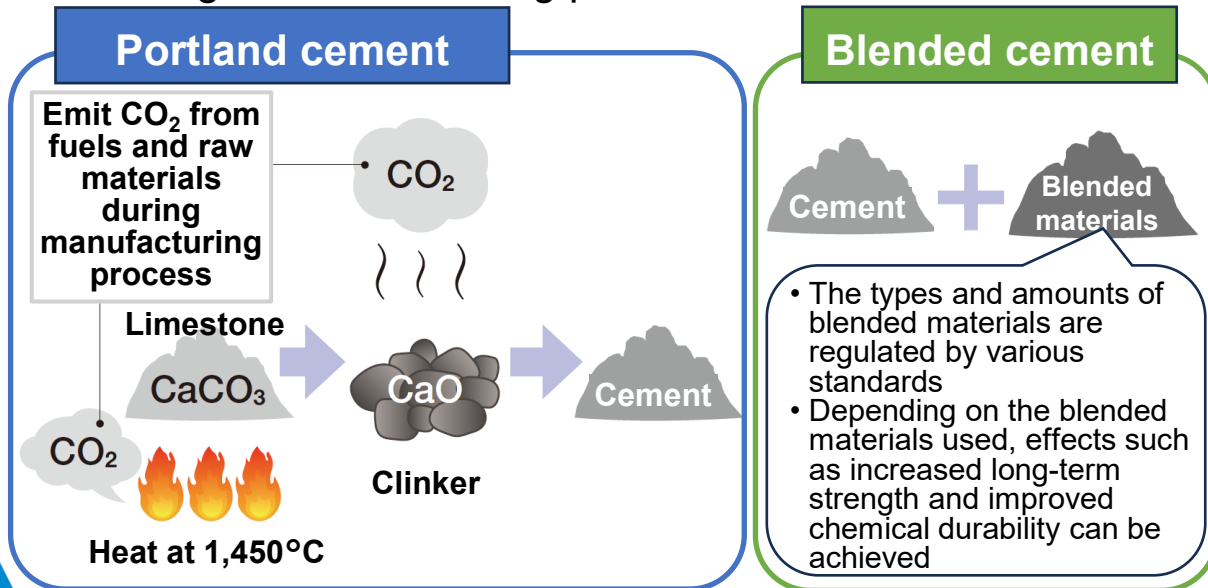 Portland cement
Emit CO₂ from
fuels and raw
materials
during
manufacturing
process
CO₂
Limestone
CaCO₃
CaO
Cement
CO₂
Clinker
Heat at 1,450°C
Blended cement
Cement
Blended
materials
• The types and amounts of
blended materials are
regulated by various
standards
• Depending on the blended
materials used, effects such
as increased long-term
strength and improved
chemical durability can be
achieved